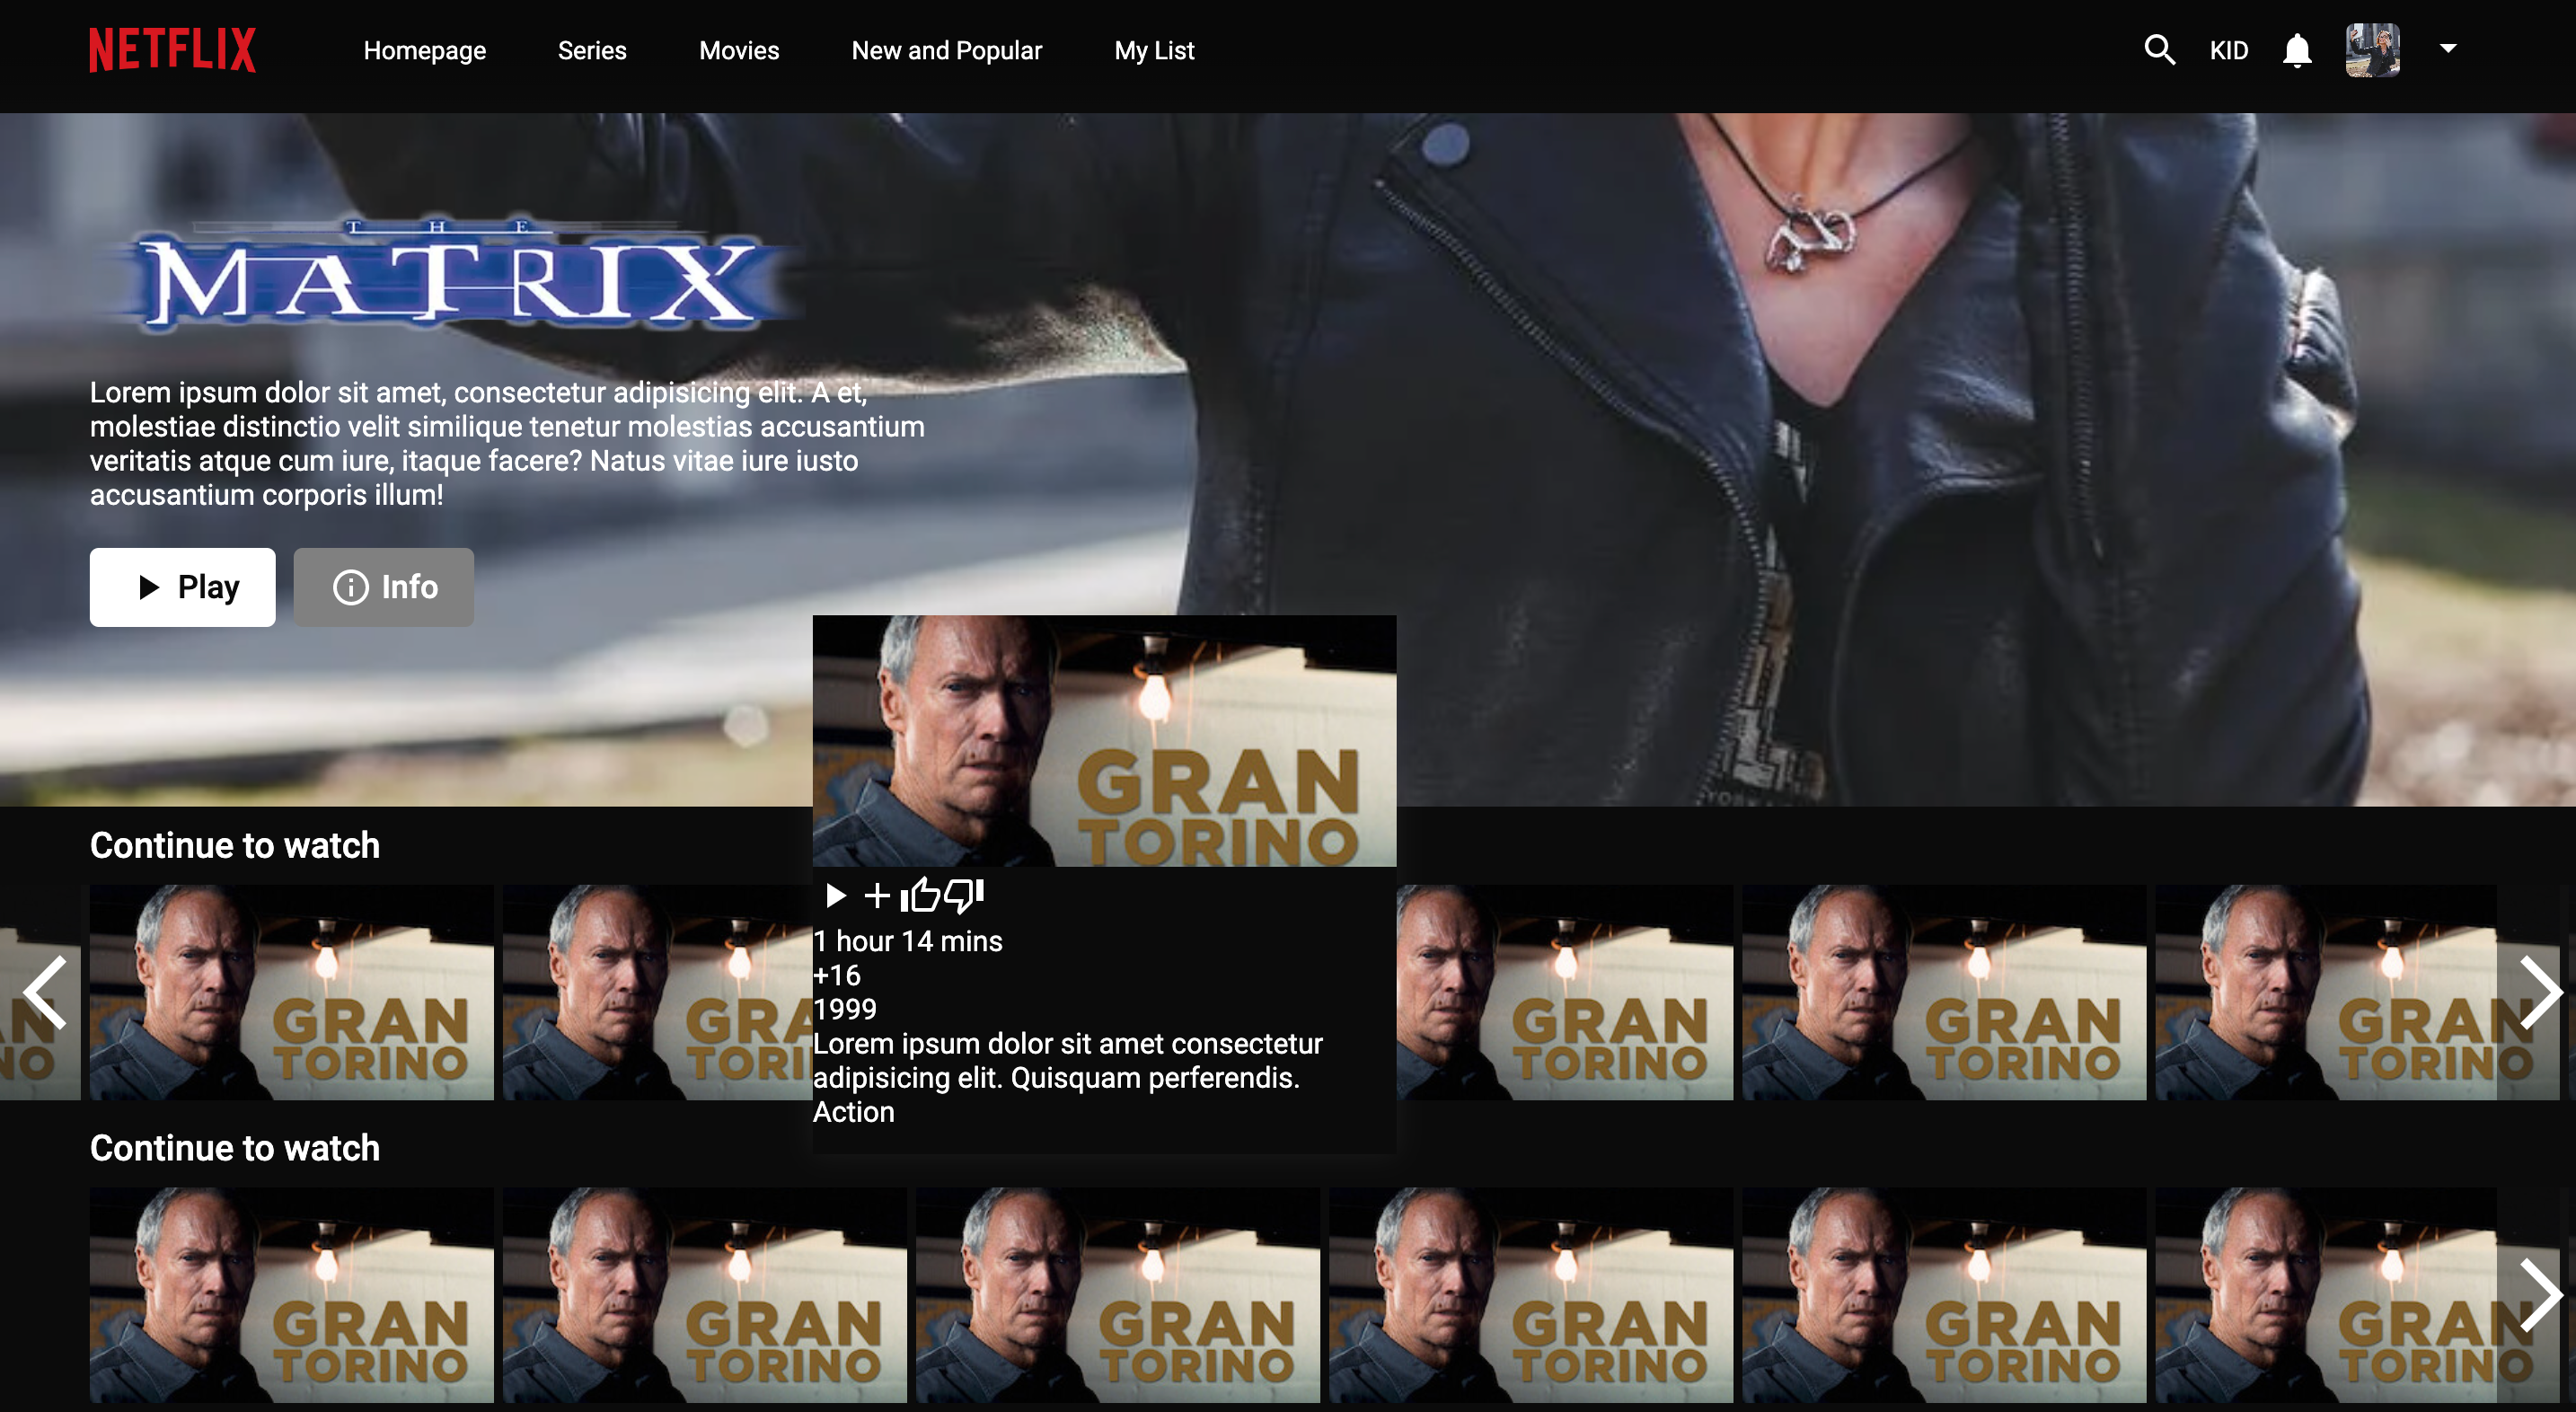 NETFLIX
Homepage
Series
Movies
New and Popular
My List
KID
THE
MATRIX
Lorem ipsum dolor sit amet, consectetur adipisicing elit. A et,
molestiae distinctio velit similique tenetur molestias accusantium
veritatis atque cum iure, itaque facere? Natus vitae iure iusto
accusantium corporis illum!
Play
Info
GRAN
TORINO
1 hour 14 mins
+16
1999
Lorem ipsum dolor sit amet consectetur
adipisicing elit. Quisquam perferendis.
Action
Continue to watch
AN
NO
GRAN
TORINO
GRA
TORI
GRAN
TORINO
GRAN
TORINO
GRAN
TORINO
Continue to watch
GRAN
TORINO
GRAN
TORINO
GRAN
TORINO
GRAN
TORINO
GRAN
TORINO
GRAN
TORINO